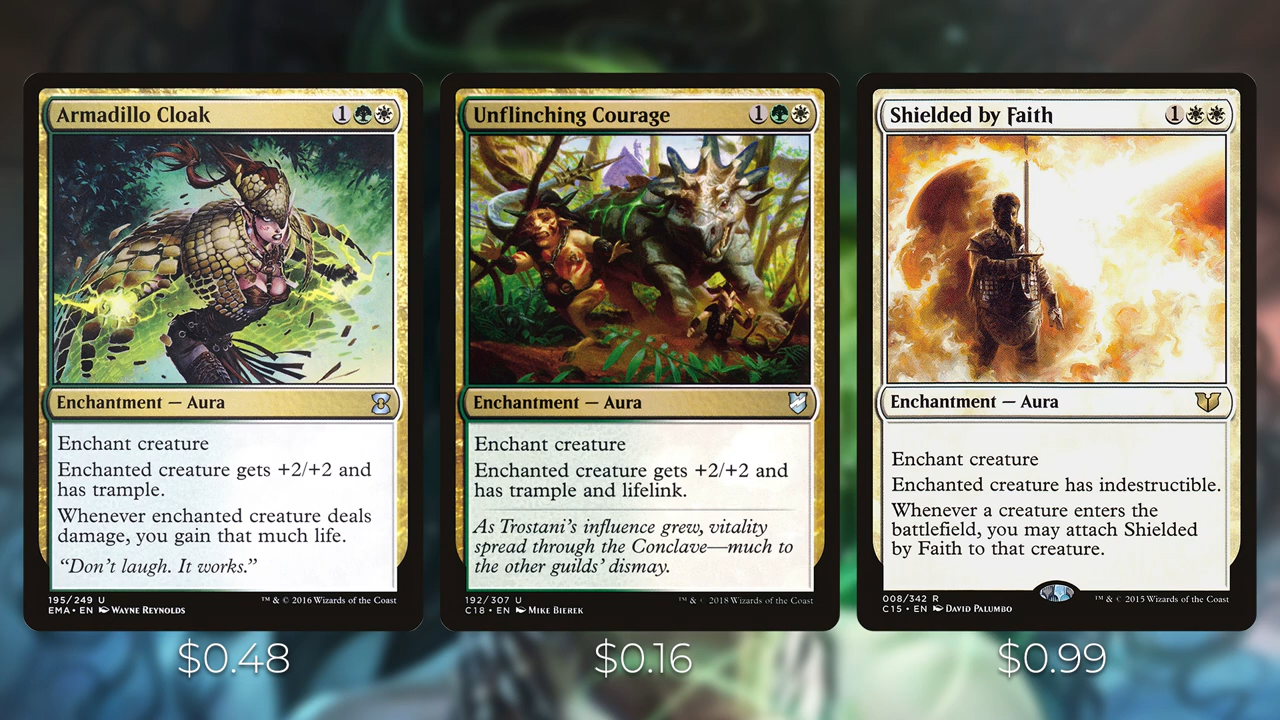 Armadillo Cloak 1
Enchantment — Aura
Enchant creature
Enchanted creature gets +2/+2 and
has trample.
Whenever enchanted creature deals
damage, you gain that much life.
“Don’t laugh. It works.”
195/249 U
EMA • EN WAYNE REYNOLDS
™ & © 2016 Wizards of the Coast
$0.48
Unflinching Courage 1
Enchantment — Aura
Enchant creature
Enchanted creature gets +2/+2 and
has trample and lifelink.
As Trostani’s influence grew, vitality
spread through the Conclave—much to
the other guilds’ dismay.
192/307 U
C18 • EN MIKE BIEREK
™ & © 2018 Wizards of the Coast
$0.16
Shielded by Faith 1
Enchantment — Aura
Enchant creature
Enchanted creature has indestructible.
Whenever a creature enters the
battlefield, you may attach Shielded
by Faith to that creature.
008/342 R
C15 • EN DAVID PALUMBO
™ & © 2015 Wizards of the Coast
$0.99